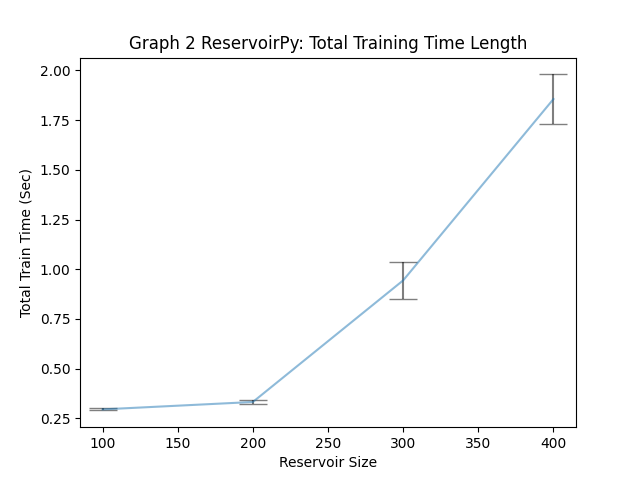 Graph 2 ReservoirPy: Total Training Time Length
2.00
1.75
1.50
1.25
1.00
0.75
0.50
0.25
Total Train Time (Sec)
100 150 200 250 300 350 400
Reservoir Size